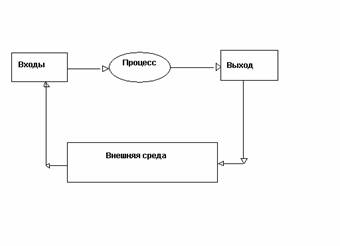 Входы
Процесс
Выход
Внешняя среда